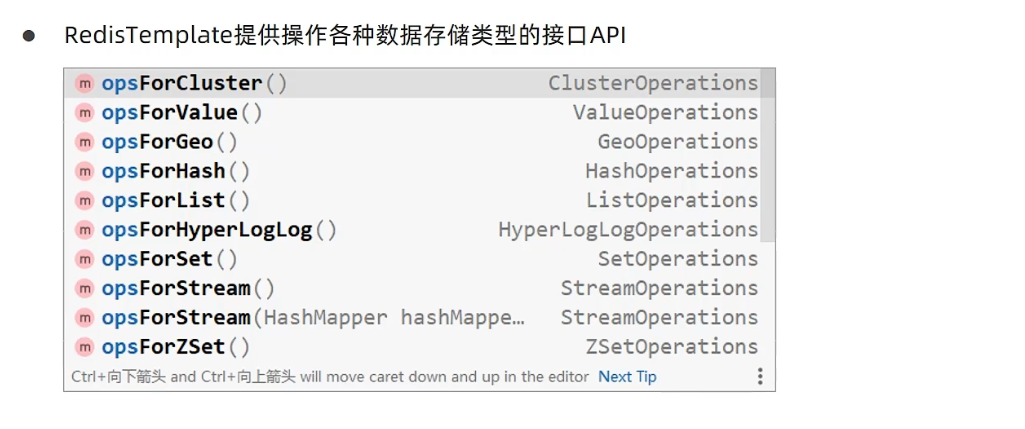 ● RedisTemplate提供操作各种数据存储类型的接口API
m opsForCluster() ClusterOperations
m opsForValue() ValueOperations
m opsForGeo() GeoOperations
m opsForHash() HashOperations
m opsForList() ListOperations
m opsForHyperLogLog() HyperLogLogOperations
m opsForSet() SetOperations
m opsForStream() StreamOperations
m opsForStream(HashMapper hashMappe… StreamOperations
m opsForZSet() ZSetOperations
Ctrl+向下箭头 and Ctrl+向上箭头 will move caret down and up in the editor Next Tip